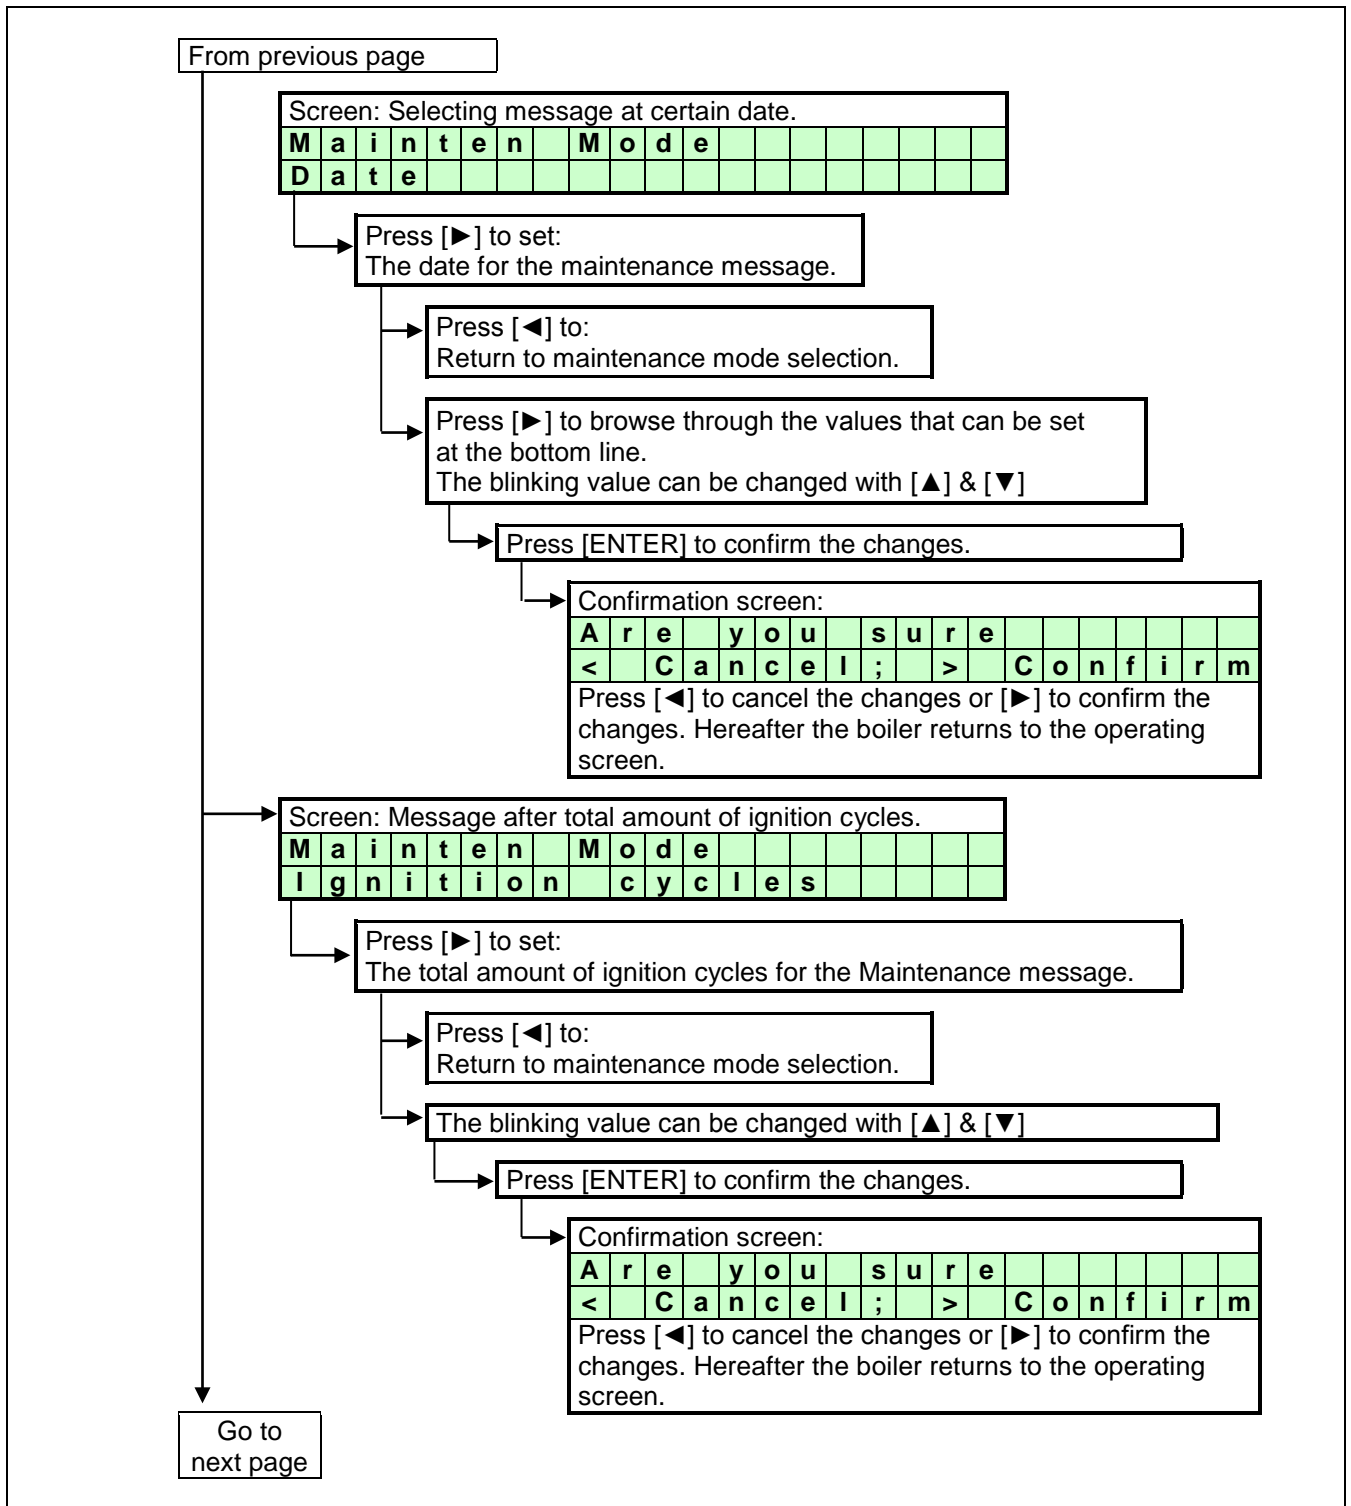 From previous page
Screen: Selecting message at certain date.
Mainten Mode
Date
Press [►] to set:
The date for the maintenance message.
Press [◄] to:
Return to maintenance mode selection.
Press [►] to browse through the values that can be set
at the bottom line.
The blinking value can be changed with [▲] & [▼]
Press [ENTER] to confirm the changes.
Confirmation screen:
Are you sure
< Cancel; > Confirm
Press [◄] to cancel the changes or [►] to confirm the
changes. Hereafter the boiler returns to the operating
screen.
Screen: Message after total amount of ignition cycles.
Mainten Mode
Ignition cycles
Press [►] to set:
The total amount of ignition cycles for the Maintenance message.
Press [◄] to:
Return to maintenance mode selection.
The blinking value can be changed with [▲] & [▼]
Press [ENTER] to confirm the changes.
Confirmation screen:
Are you sure
< Cancel; > Confirm
Press [◄] to cancel the changes or [►] to confirm the
changes. Hereafter the boiler returns to the operating
screen.
Go to
next page